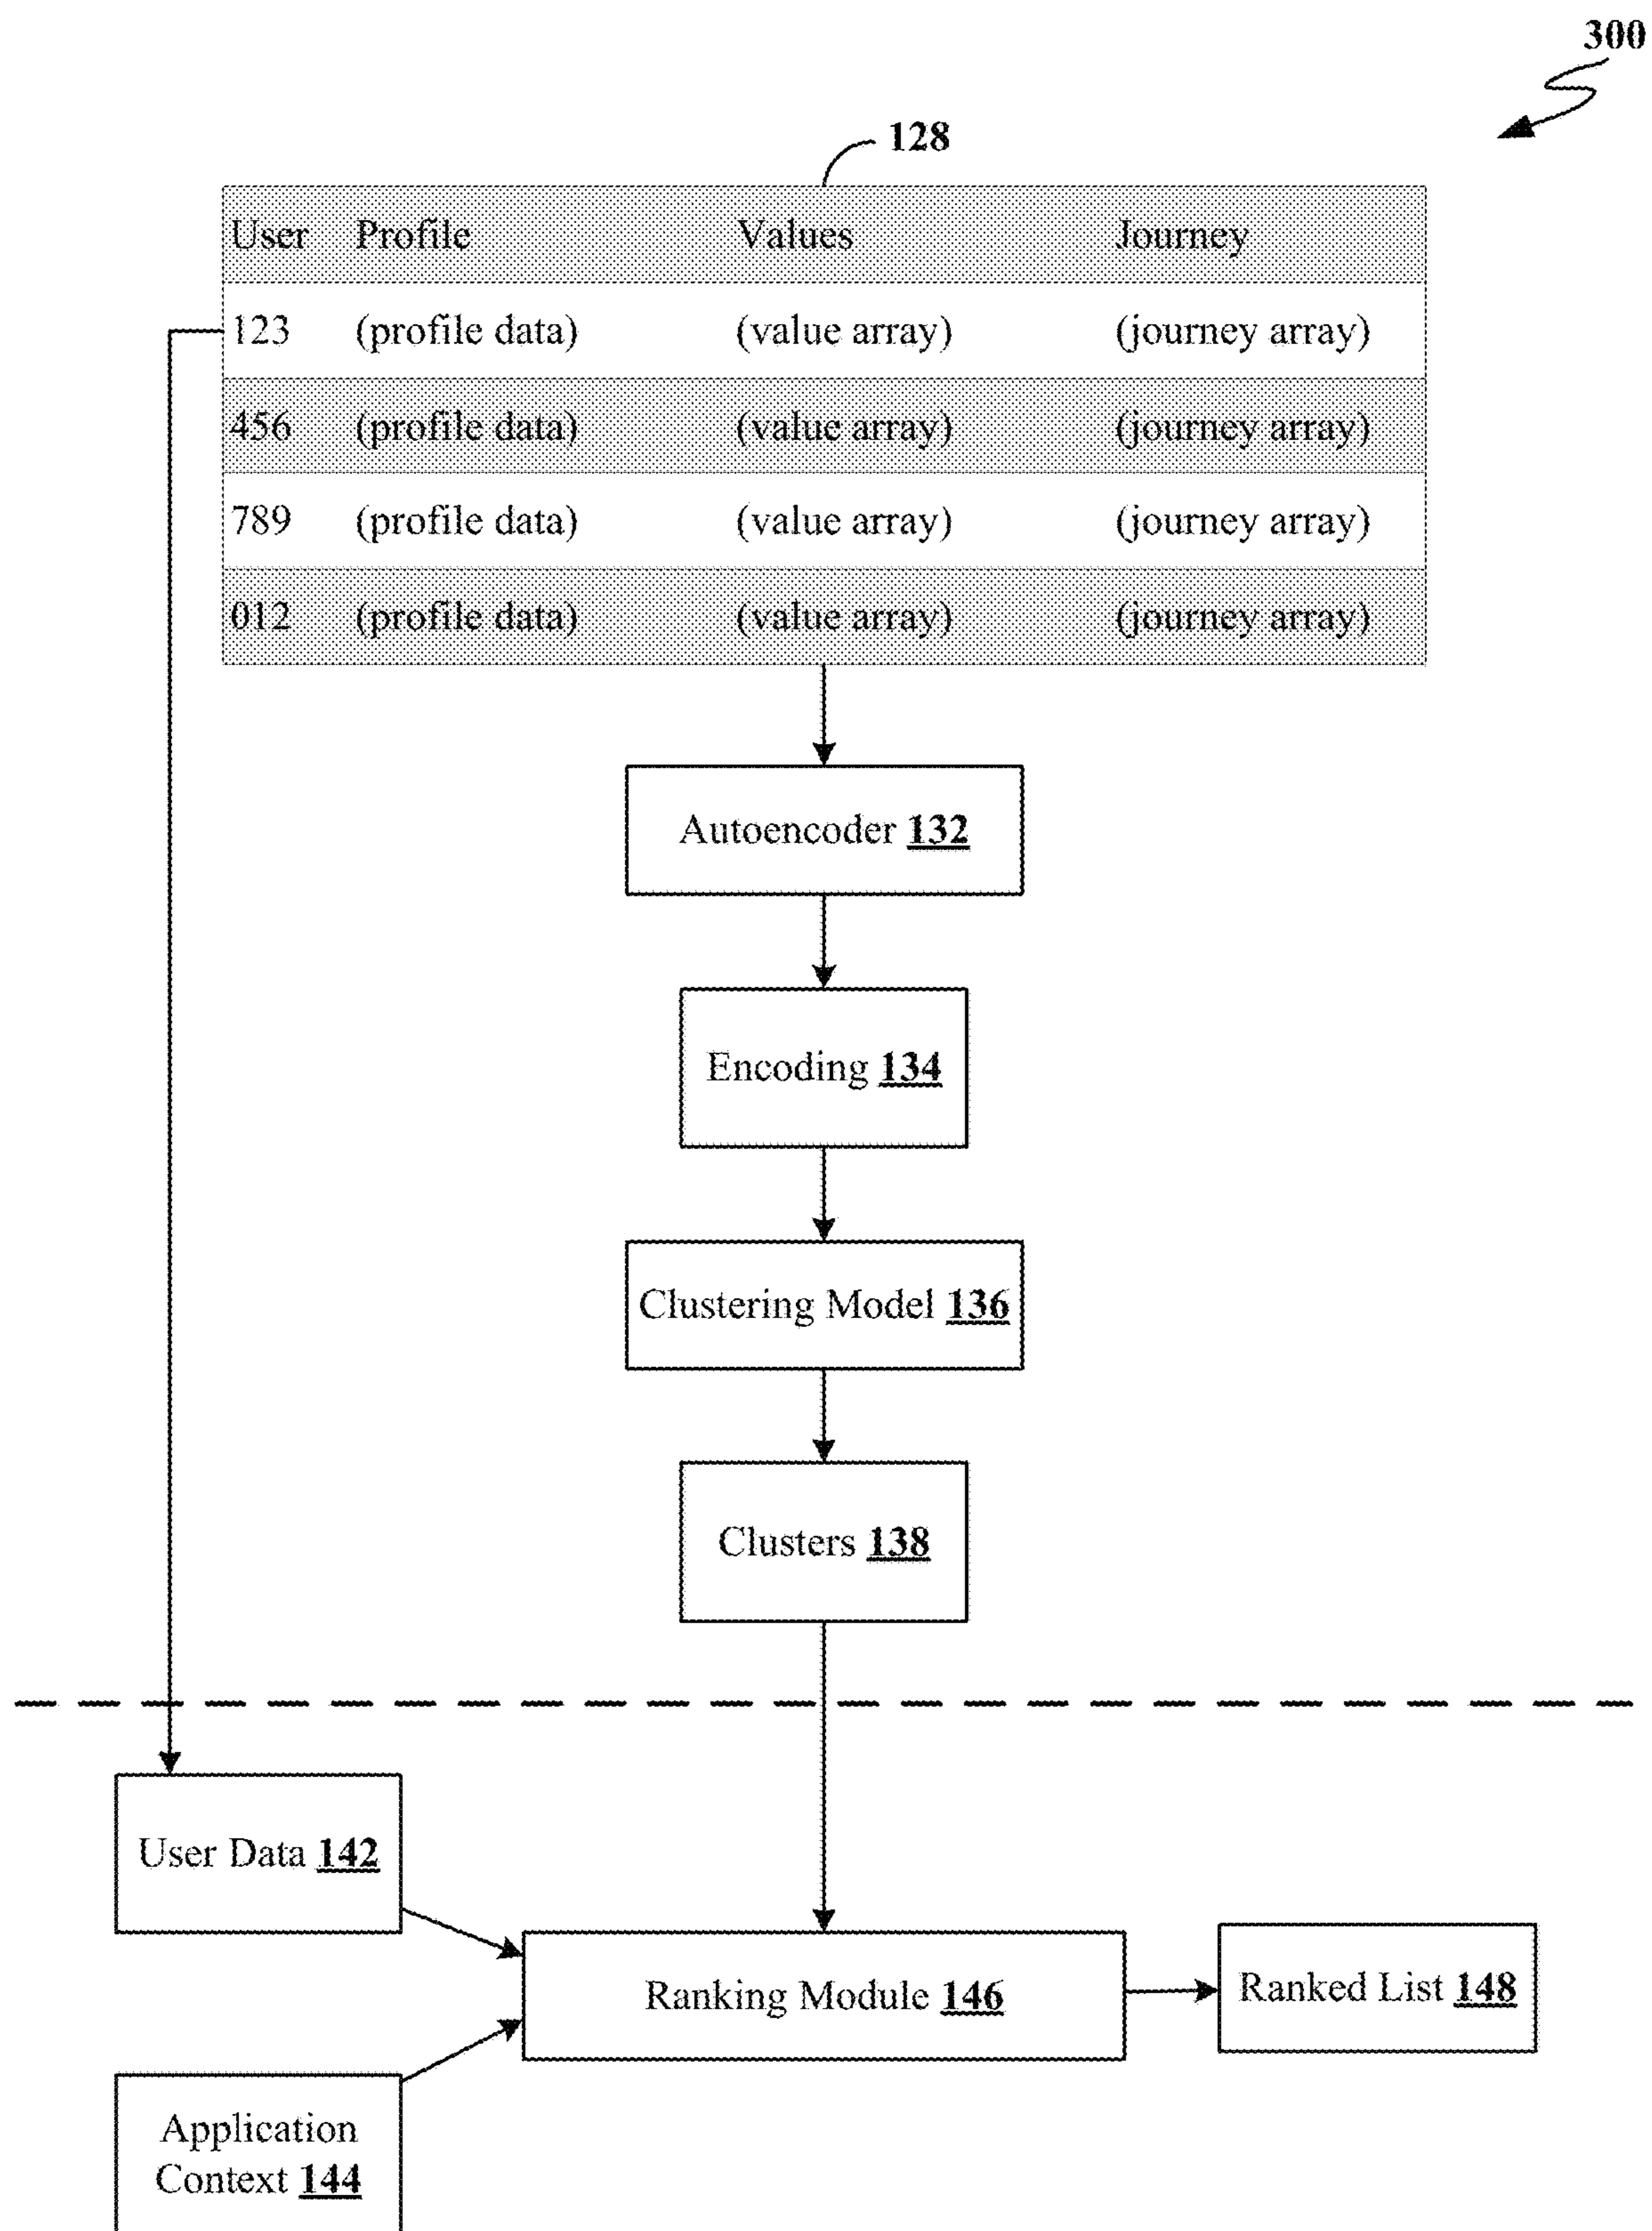 300
128
User Profile Values Journey
123 (profile data) (value array) (journey array)
456 (profile data) (value array) (journey array)
789 (profile data) (value array) (journey array)
012 (profile data) (value array) (journey array)
Autoencoder 132
Encoding 134
Clustering Model 136
Clusters 138
User Data 142
Ranking Module 146
Ranked List 148
Application
Context 144